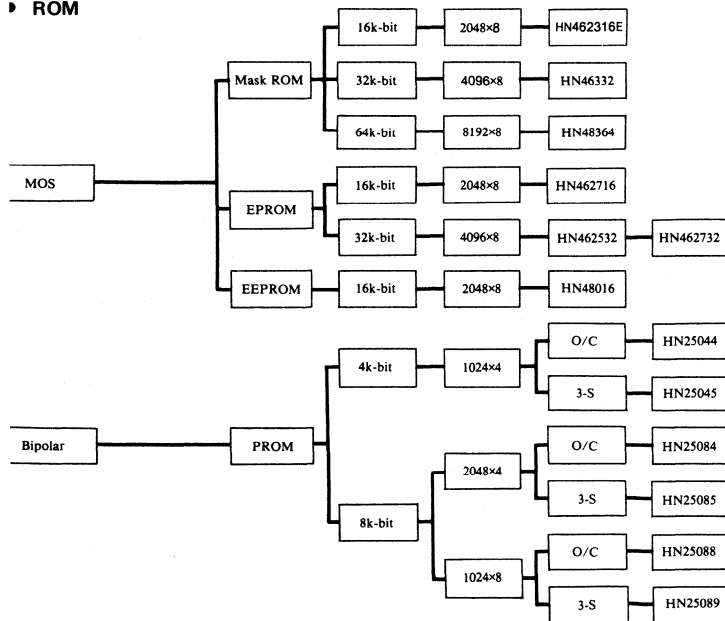 ROM
16k-bit 2048×8 HN462316E
Mask ROM 32k-bit 4096×8 HN46332
64k-bit 8192×8 HN48364
MOS
16k-bit 2048×8 HN462716
EPROM
32k-bit 4096×8 HN462532 HN462732
EEPROM 16k-bit 2048×8 HN48016
O/C HN25044
4k-bit 1024×4
3-S HN25045
Bipolar PROM O/C HN25084
2048×4
3-S HN25085
8k-bit
O/C HN25088
1024×8
3-S HN25089